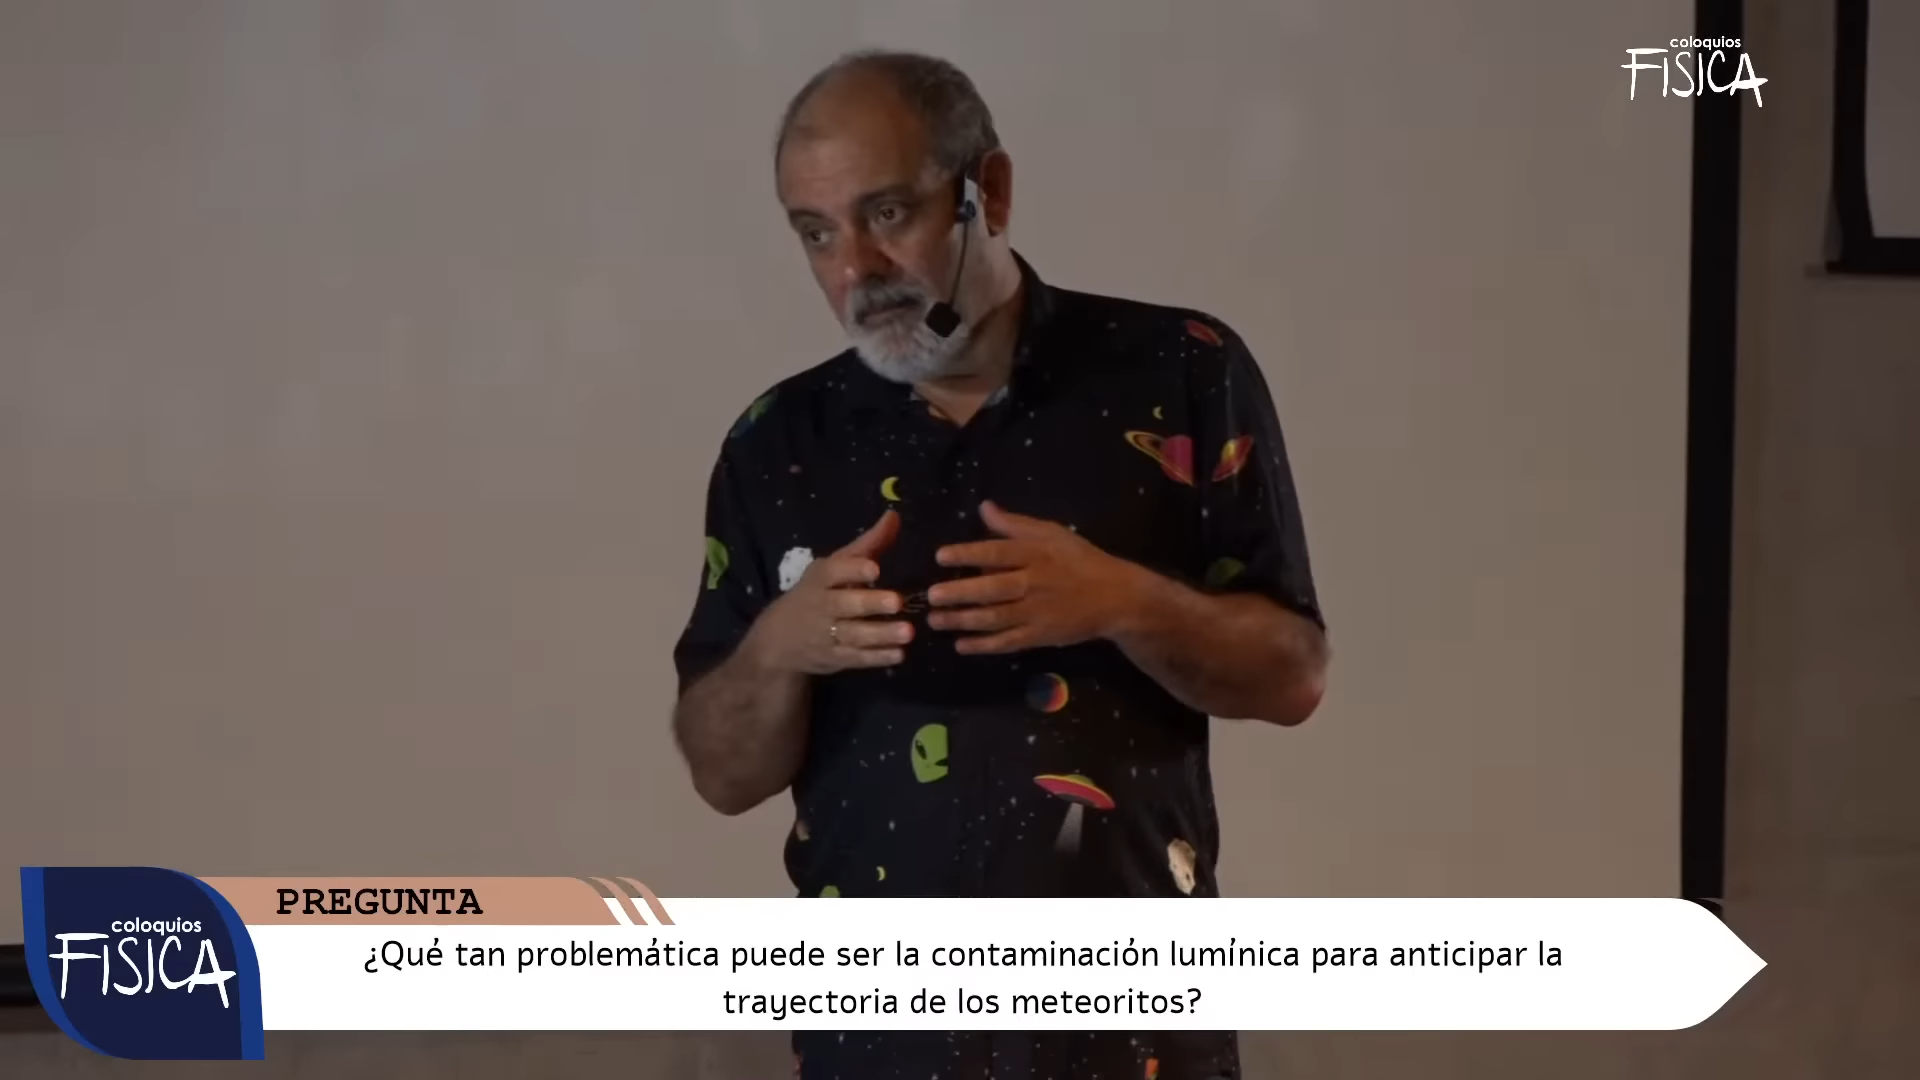 coloquios
FISICA
PREGUNTA
coloquios
FISICA
¿Qué tan problemática puede ser la contaminación lumínica para anticipar la
trayectoria de los meteoritos?